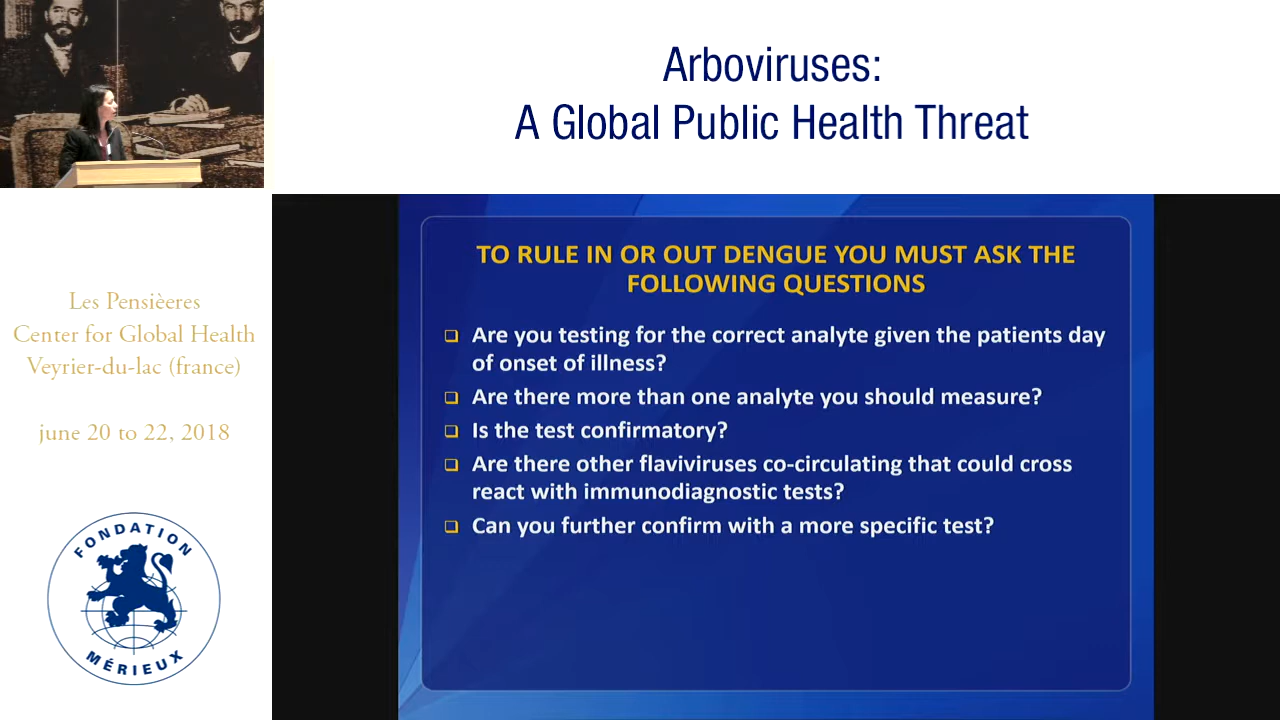 Arboviruses:
A Global Public Health Threat
Les Pensièeres
Center for Global Health
Veyrier-du-lac (france)
june 20 to 22, 2018
FONDATION
MÉRIEUX
TO RULE IN OR OUT DENGUE YOU MUST ASK THE
FOLLOWING QUESTIONS
❑ Are you testing for the correct analyte given the patients day
of onset of illness?
❑ Are there more than one analyte you should measure?
❑ Is the test confirmatory?
❑ Are there other flaviviruses co-circulating that could cross
react with immunodiagnostic tests?
❑ Can you further confirm with a more specific test?